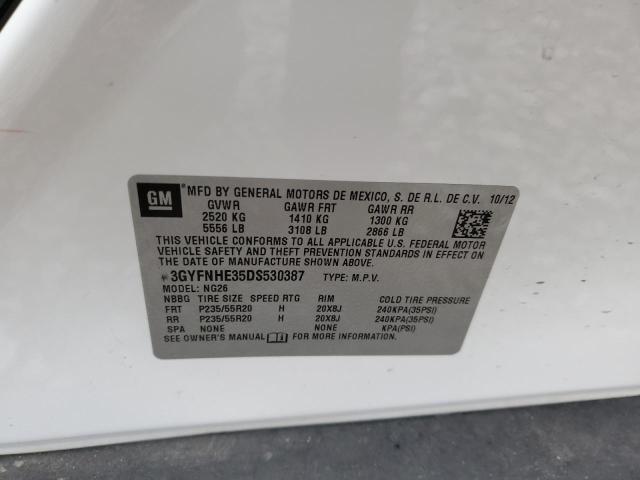 GM MFD BY GENERAL MOTORS DE MEXICO, S. DE R.L. DE C.V. 10/12
GVWR GAWR FRT GAWR RR
2520 KG 1410 KG 1300 KG
5556 LB 3108 LB 2866 LB
VEHICLE CONFORMS TO ALL APPLICABLE U.S. FEDERAL MOTOR
VEHICLE SAFETY AND THEFT PREVENTION STANDARDS IN EFFECT ON
THE DATE OF MANUFACTURE SHOWN ABOVE.
3GYFNHE35DS530387 TYPE: M.P.V.
MODEL: NG26
NBBG TIRE SIZE SPEED RTG RIM COLD TIRE PRESSURE
FRT P235/55R20 H 20X8J 240KPA(35PSI)
RR P235/55R20 H 20X8J 240KPA(35PSI)
SPA NONE NONE KPA(PSI)
SEE OWNER'S MANUAL FOR MORE INFORMATION.